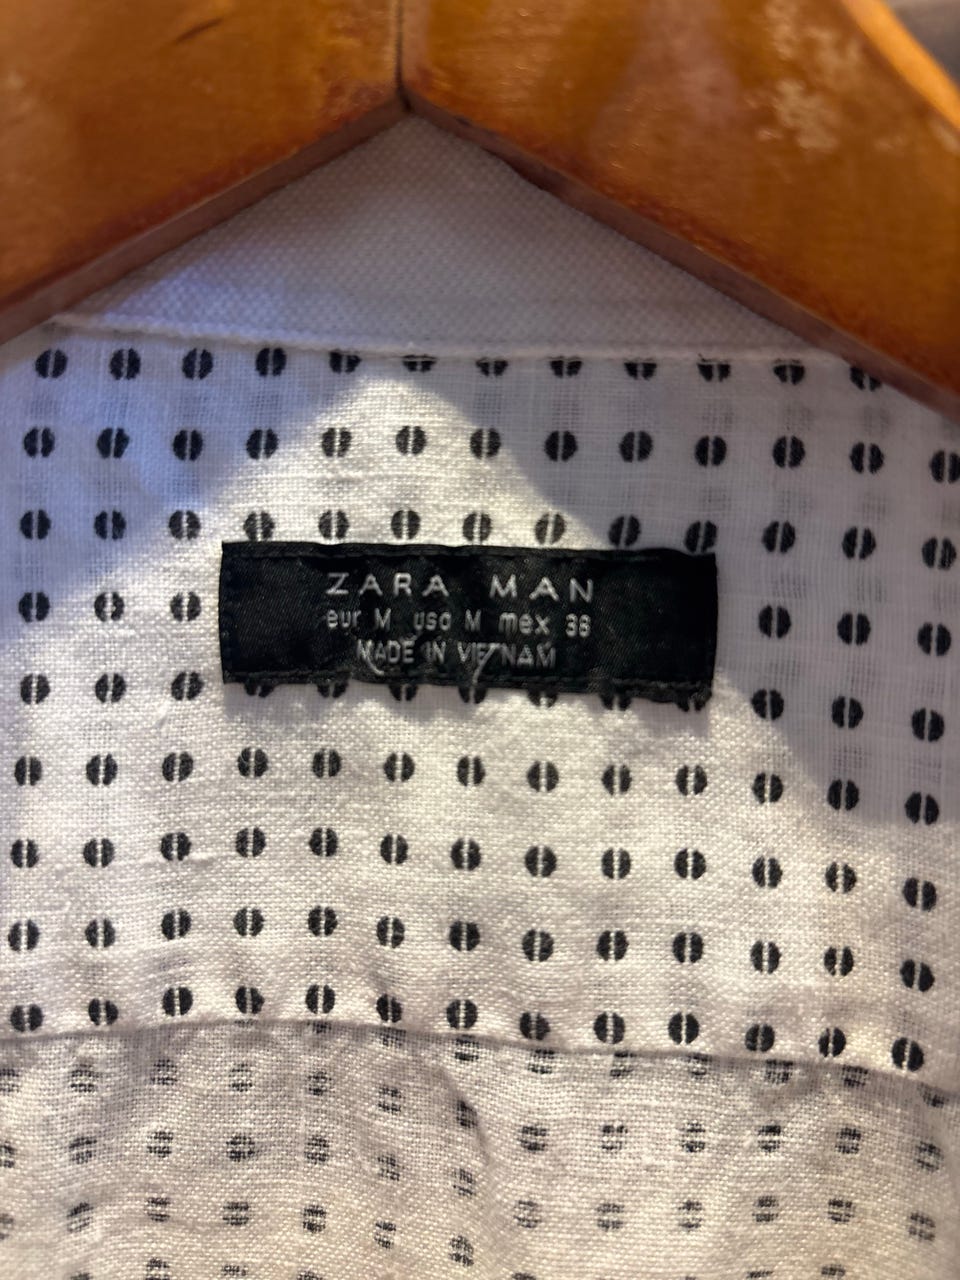 ZARA MAN
eur M usa M mex 38
MADE IN VIETNAM